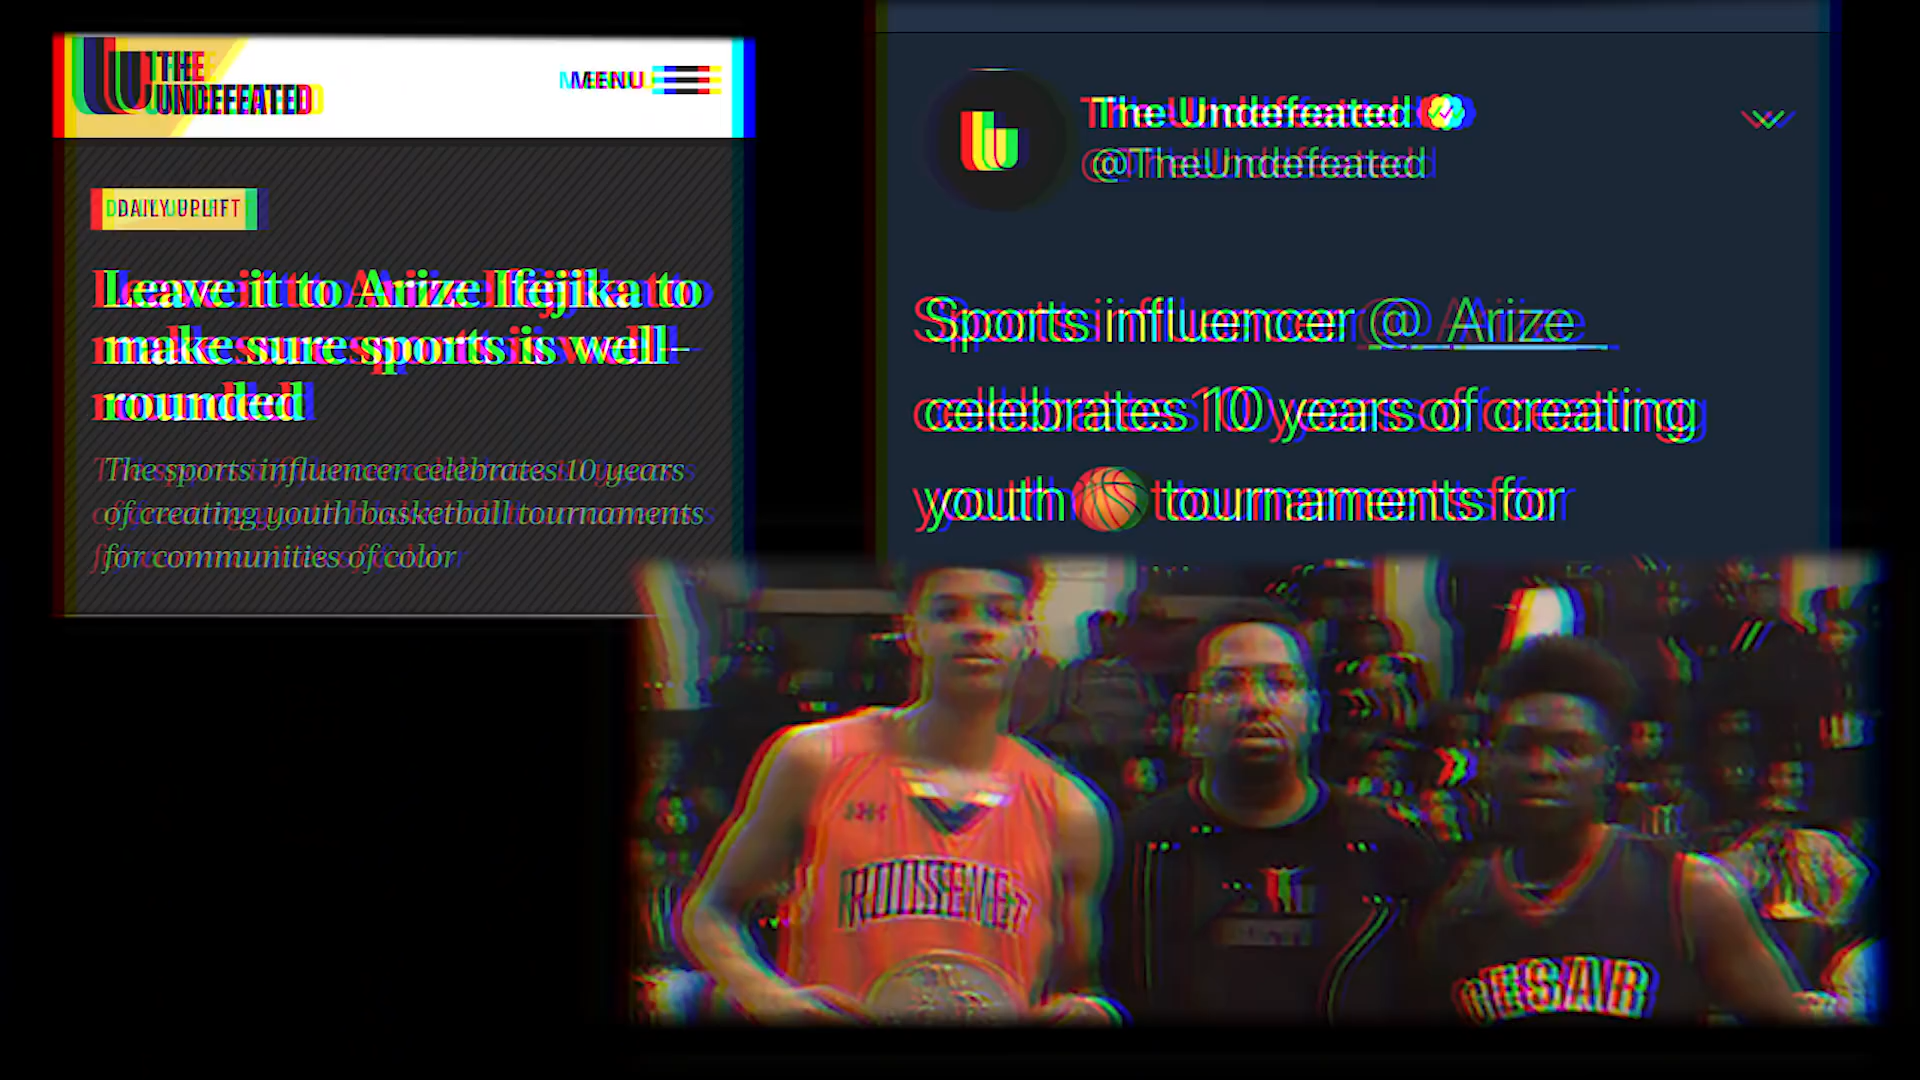 THE
UNDEFEATED
MENU
DAILY UPLIFT
Leave it to Arize Ifejika to
make sure sports is well-
rounded
The sports influencer celebrates 10 years
of creating youth basketball tournaments
for communities of color
The Undefeated
@TheUndefeated
Sports influencer @_Arize_
celebrates 10 years of creating
youth🏀 tournaments for
ROOSEVELT
CESAR